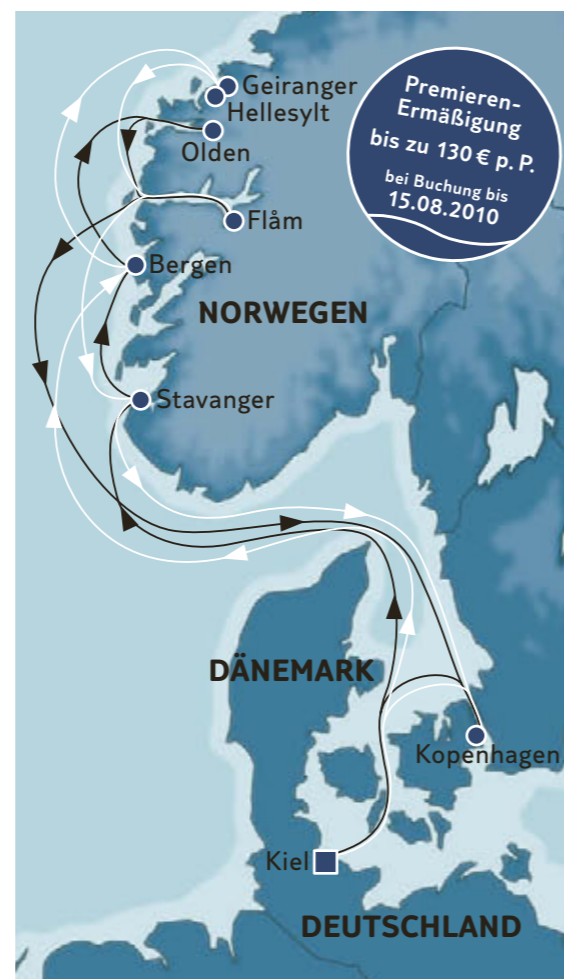 Geiranger
Hellesylt
Olden
Flåm
Bergen
NORWEGEN
Stavanger
DÄNEMARK
Kopenhagen
Kiel
DEUTSCHLAND
Premieren-
Ermäßigung
bis zu 130 € p. P.
bei Buchung bis
15.08.2010